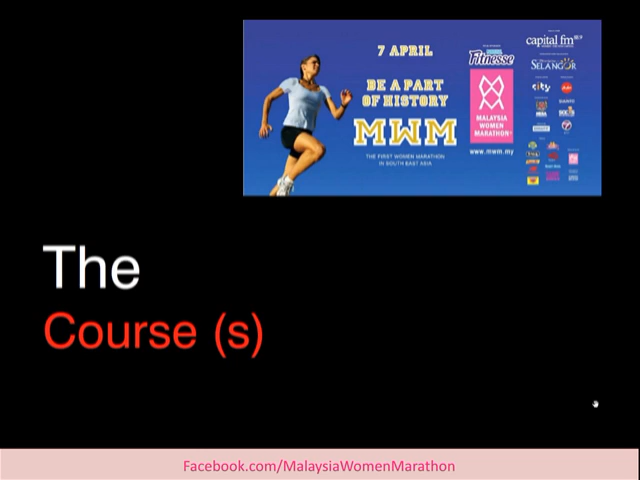 7 APRIL
BE A PART
OF HISTORY
MWM
THE FIRST WOMEN MARATHON
IN SOUTH EAST ASIA
Fitnesse
MALAYSIA
WOMEN
MARATHON
www.mwm.my
capital fm
SELANGOR
city
The
Course (s)
Facebook.com/MalaysiaWomenMarathon